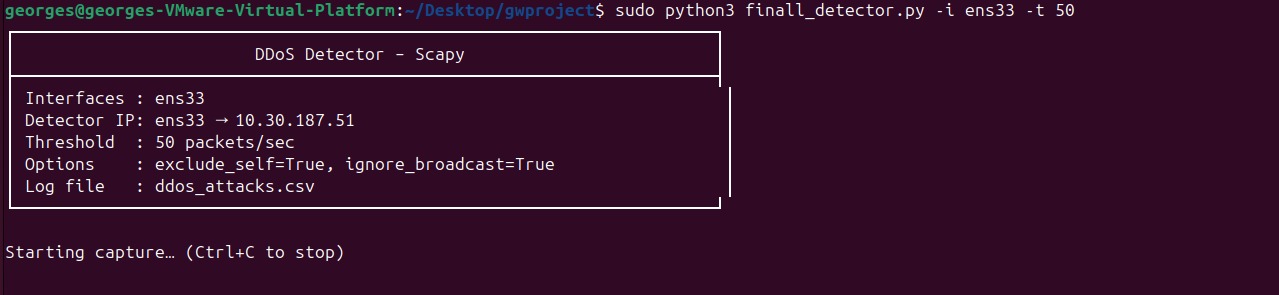 georges@georges-VMware-Virtual-Platform:~/Desktop/gwproject$ sudo python3 finall_detector.py -i ens33 -t 50
DDoS Detector – Scapy
Interfaces : ens33
Detector IP: ens33 → 10.30.187.51
Threshold  : 50 packets/sec
Options    : exclude_self=True, ignore_broadcast=True
Log file   : ddos_attacks.csv
Starting capture… (Ctrl+C to stop)